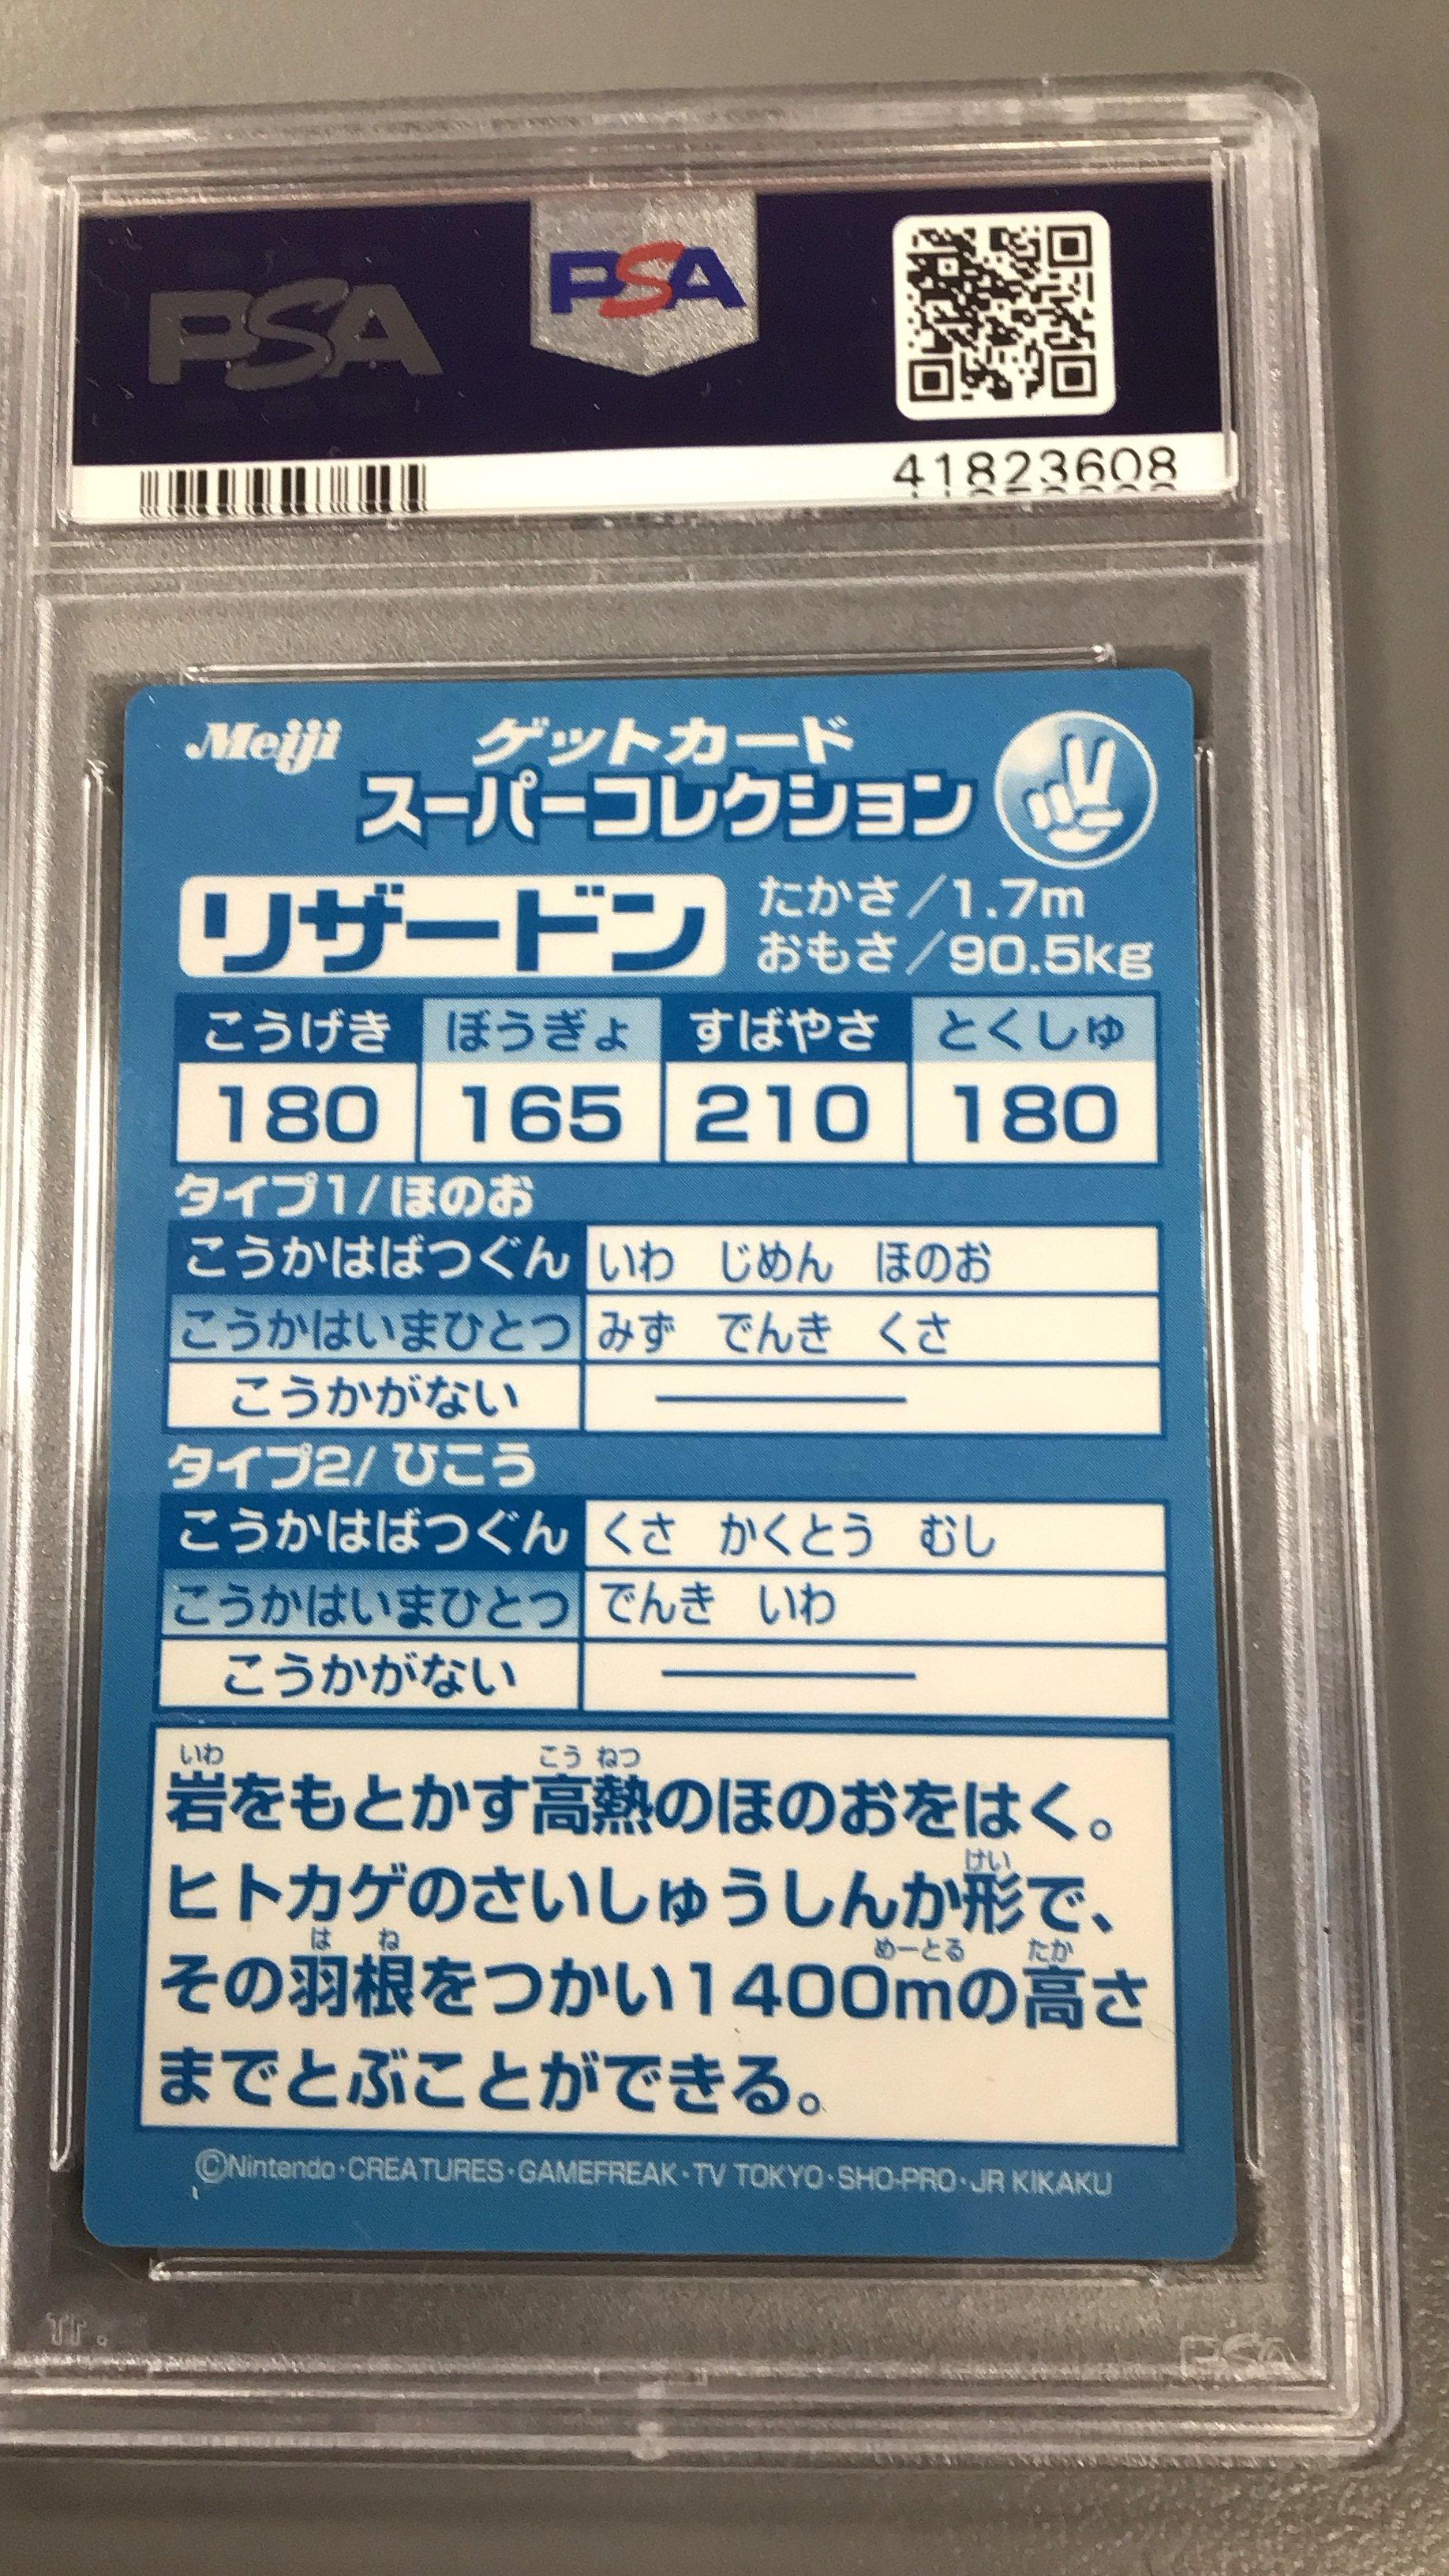 PSA
PSA
41823608
Meiji
ゲットカード
スーパーコレクション
リザードン
たかさ／1.7m
おもさ／90.5kg
こうげき ぼうぎょ すばやさ とくしゅ
180 165 210 180
タイプ1/ほのお
こうかはばつぐん いわ じめん ほのお
こうかはいまひとつ みず でんき くさ
こうかがない
タイプ2/ひこう
こうかはばつぐん くさ かくとう むし
こうかはいまひとつ でんき いわ
こうかがない
いわ こう ねつ
岩をもとかす高熱のほのおをはく。
けい
ヒトカゲのさいしゅうしんか形で、
は ね めーとる たか
その羽根をつかい1400mの高さ
までとぶことができる。
©Nintendo・CREATURES・GAMEFREAK・TV TOKYO・SHO-PRO・JR KIKAKU
PSA